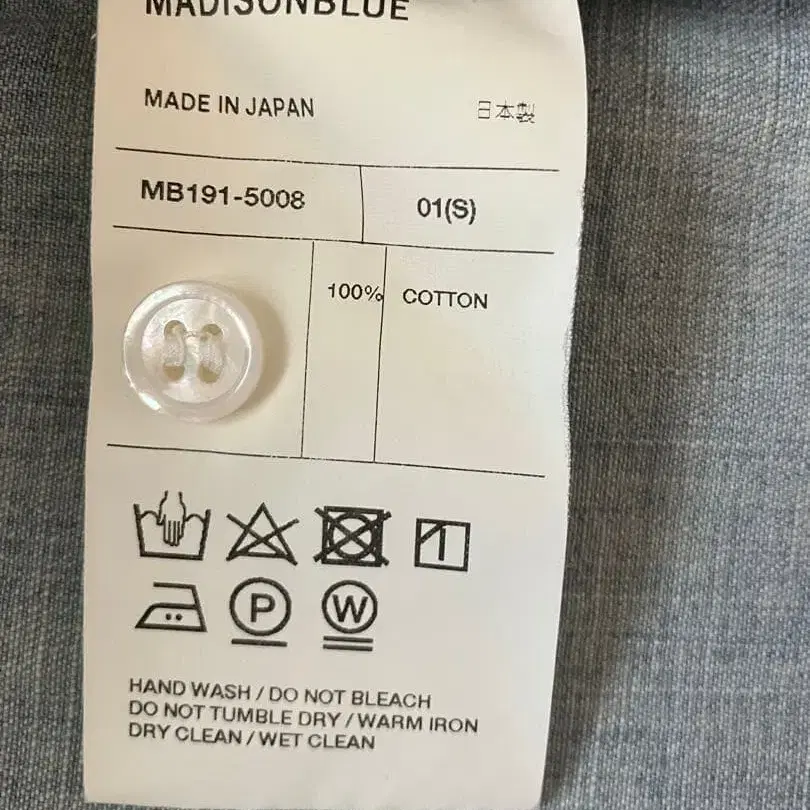 MADISONBLUE
MADE IN JAPAN 日本製
MB191-5008 01(S)
100% COTTON
P W
HAND WASH / DO NOT BLEACH
DO NOT TUMBLE DRY / WARM IRON
DRY CLEAN / WET CLEAN